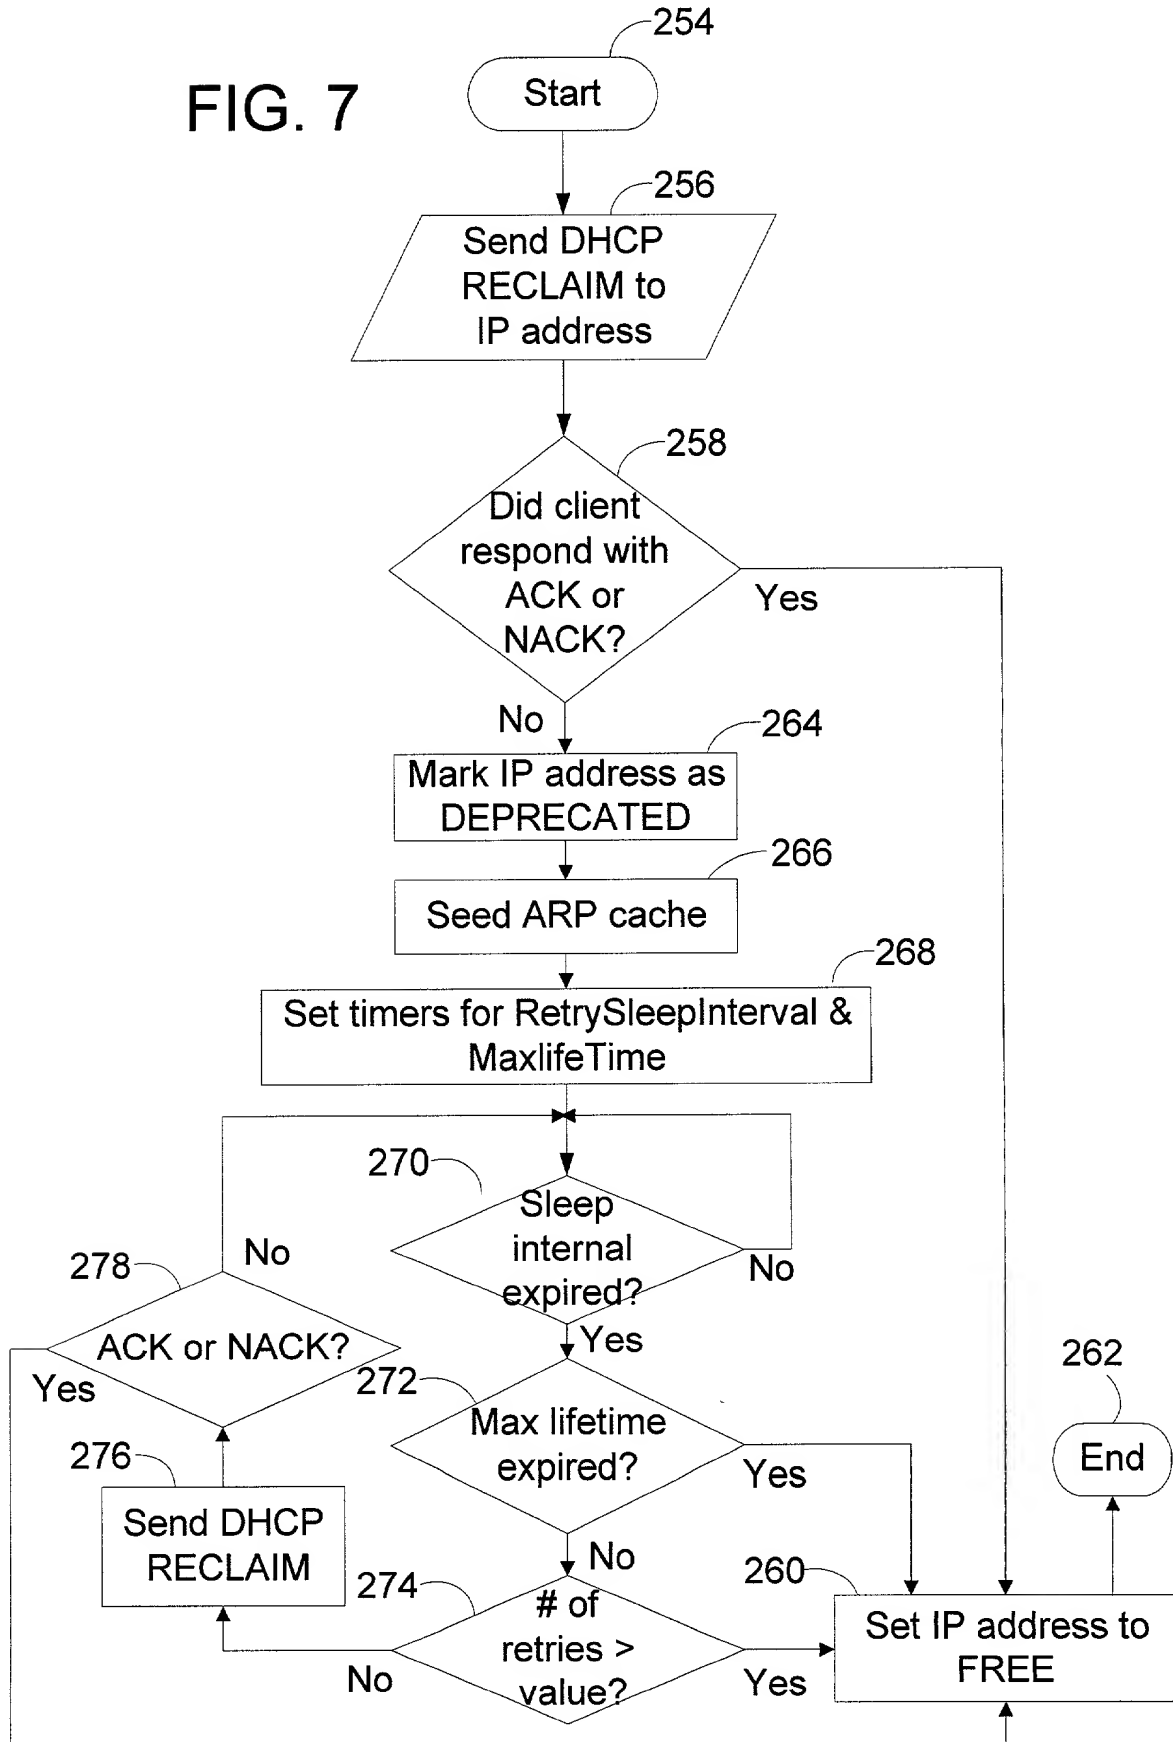 254
FIG. 7
Start
256
Send DHCP
RECLAIM to
IP address
258
Did client
respond with
ACK or
NACK?
Yes
No
264
Mark IP address as
DEPRECATED
266
Seed ARP cache
268
Set timers for RetrySleepInterval &
MaxlifeTime
270
Sleep
internal
expired?
No
Yes
278
No
ACK or NACK?
Yes
272
Max lifetime
expired?
Yes
No
262
End
276
Send DHCP
RECLAIM
274
# of
retries >
value?
No
Yes
260
Set IP address to
FREE